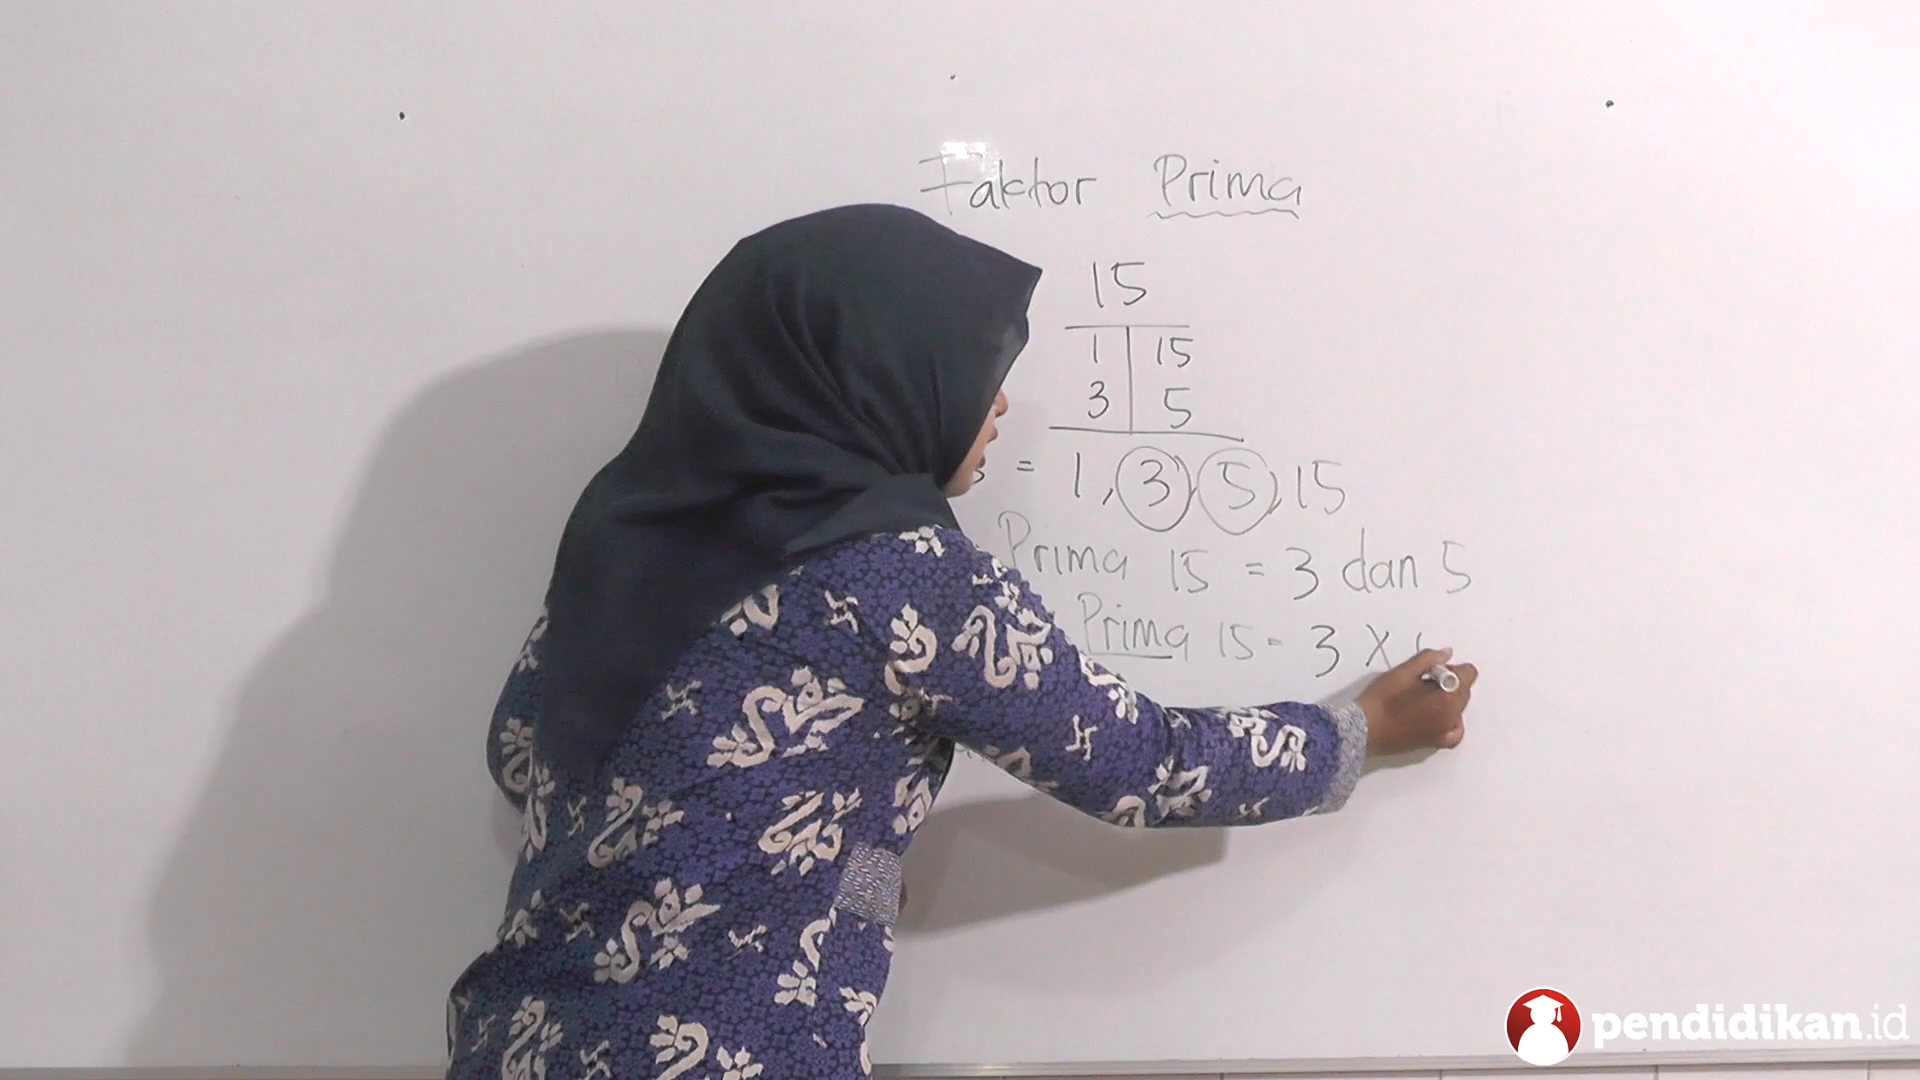 Faktor Prima
15
1 | 15
3 | 5
= 1, 3, 5, 15
Prima 15 = 3 dan 5
Prima 15 = 3 x
pendidikan.id